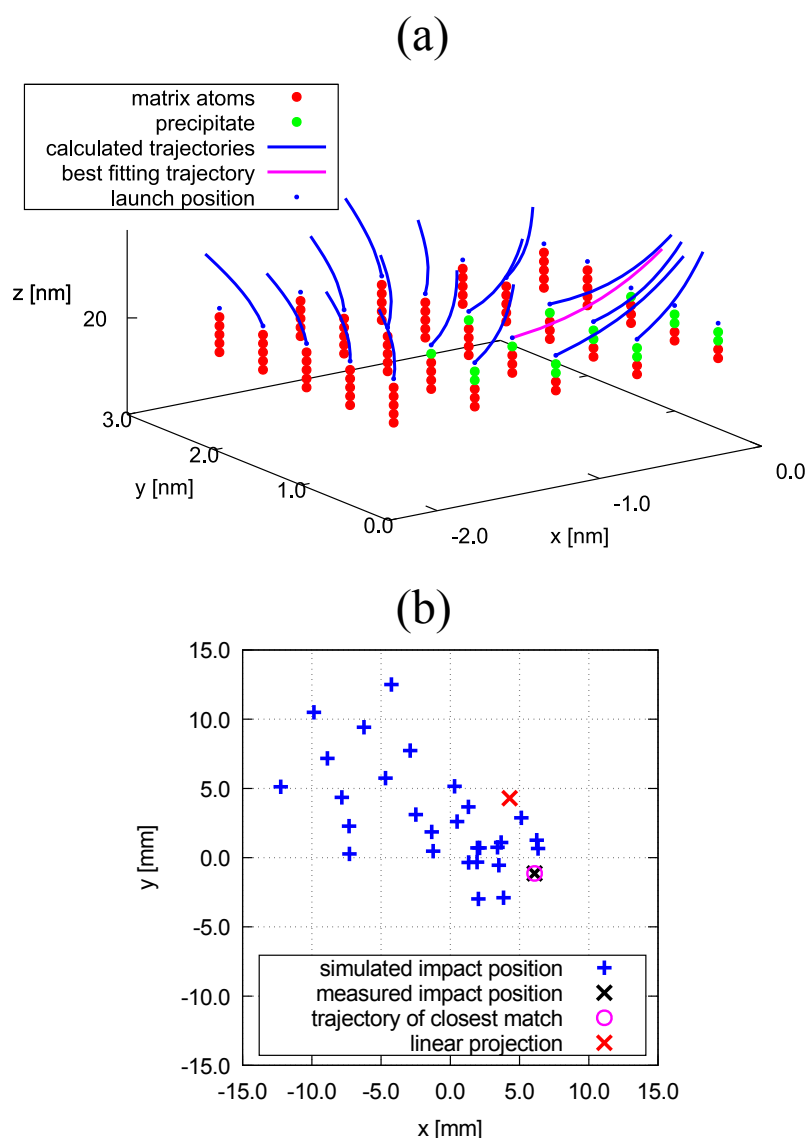 (a)
matrix atoms
precipitate
calculated trajectories
best fitting trajectory
launch position
z [nm]
20
3.0
2.0
1.0
0.0
y [nm]
-2.0
-1.0
0.0
x [nm]
(b)
15.0
10.0
5.0
0.0
-5.0
-10.0
-15.0
y [mm]
simulated impact position
measured impact position
trajectory of closest match
linear projection
-15.0 -10.0 -5.0 0.0 5.0 10.0 15.0
x [mm]